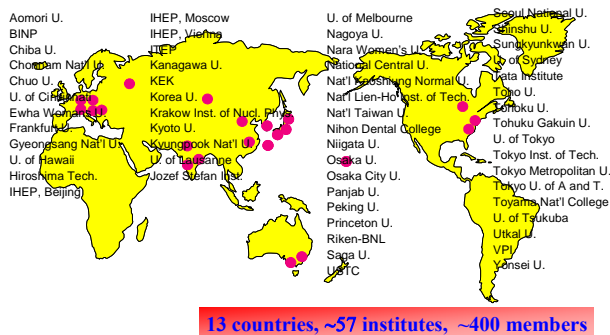 Aomori U.
BINP
Chiba U.
Chonnam Nat'l U.
Chuo U.
U. of Cincinnati
Ewha Womans U.
Frankfurt U.
Gyeongsang Nat'l U.
U. of Hawaii
Hiroshima Tech.
IHEP, Beijing
IHEP, Moscow
IHEP, Vienna
ITEP
Kanagawa U.
KEK
Korea U.
Krakow Inst. of Nucl. Phys.
Kyoto U.
Kyungpook Nat'l U.
U. of Lausanne
Jozef Stefan Inst.
U. of Melbourne
Nagoya U.
Nara Women's U.
National Central U.
Nat'l Kaoshiung Normal U.
Nat'l Lien-Ho Inst. of Tech.
Nat'l Taiwan U.
Nihon Dental College
Niigata U.
Osaka U.
Osaka City U.
Panjab U.
Peking U.
Princeton U.
Riken-BNL
Saga U.
USTC
Seoul National U.
Shinshu U.
Sungkyunkwan U.
U. of Sydney
Tata Institute
Toho U.
Tohoku U.
Tohuku Gakuin U.
U. of Tokyo
Tokyo Inst. of Tech.
Tokyo Metropolitan U.
Tokyo U. of A and T.
Toyama Nat'l College
U. of Tsukuba
Utkal U.
VPI
Yonsei U.
13 countries, ~57 institutes, ~400 members